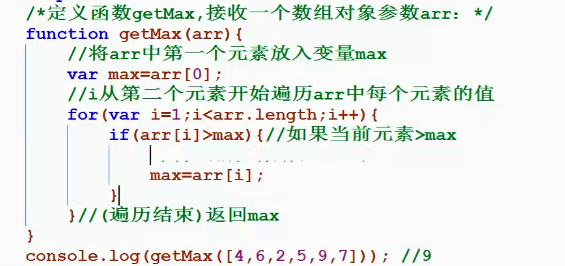 /*定义函数getMax,接收一个数组对象参数arr: */
function getMax(arr){
//将arr中第一个元素放入变量max
var max=arr[0];
//i从第二个元素开始遍历arr中每个元素的值
for(var i=1;i<arr.length;i++){
if(arr[i]>max){//如果当前元素>max
max=arr[i];
}
}//(遍历结束)返回max
}
console.log(getMax([4,6,2,5,9,7])); //9